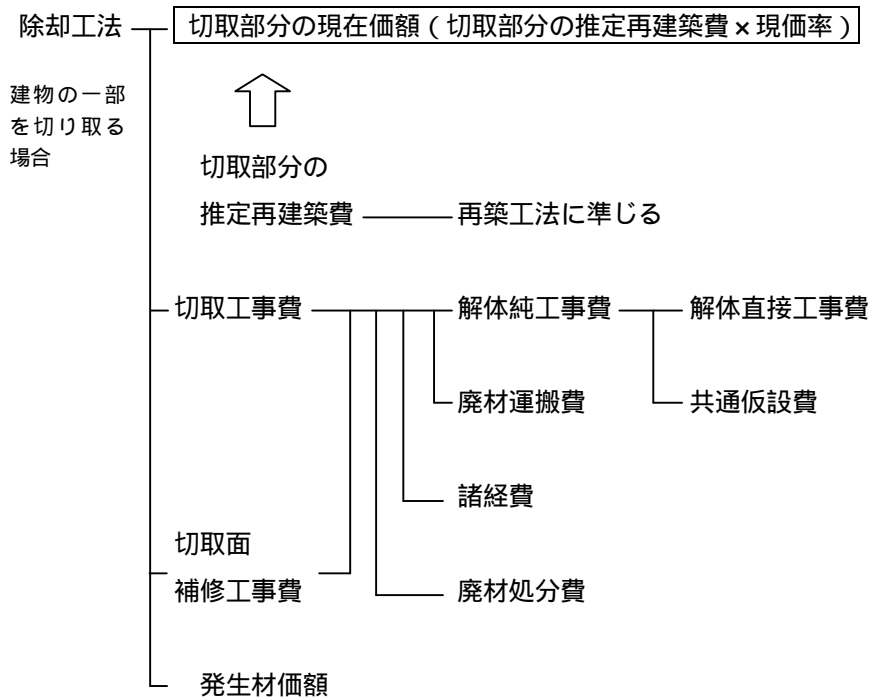 除却工法
切取部分の現在価額(切取部分の推定再建築費×現価率)
建物の一部
を切り取る
場合
切取部分の
推定再建築費
再築工法に準じる
切取工事費
解体純工事費
解体直接工事費
廃材運搬費
共通仮設費
諸経費
切取面
補修工事費
廃材処分費
発生材価額